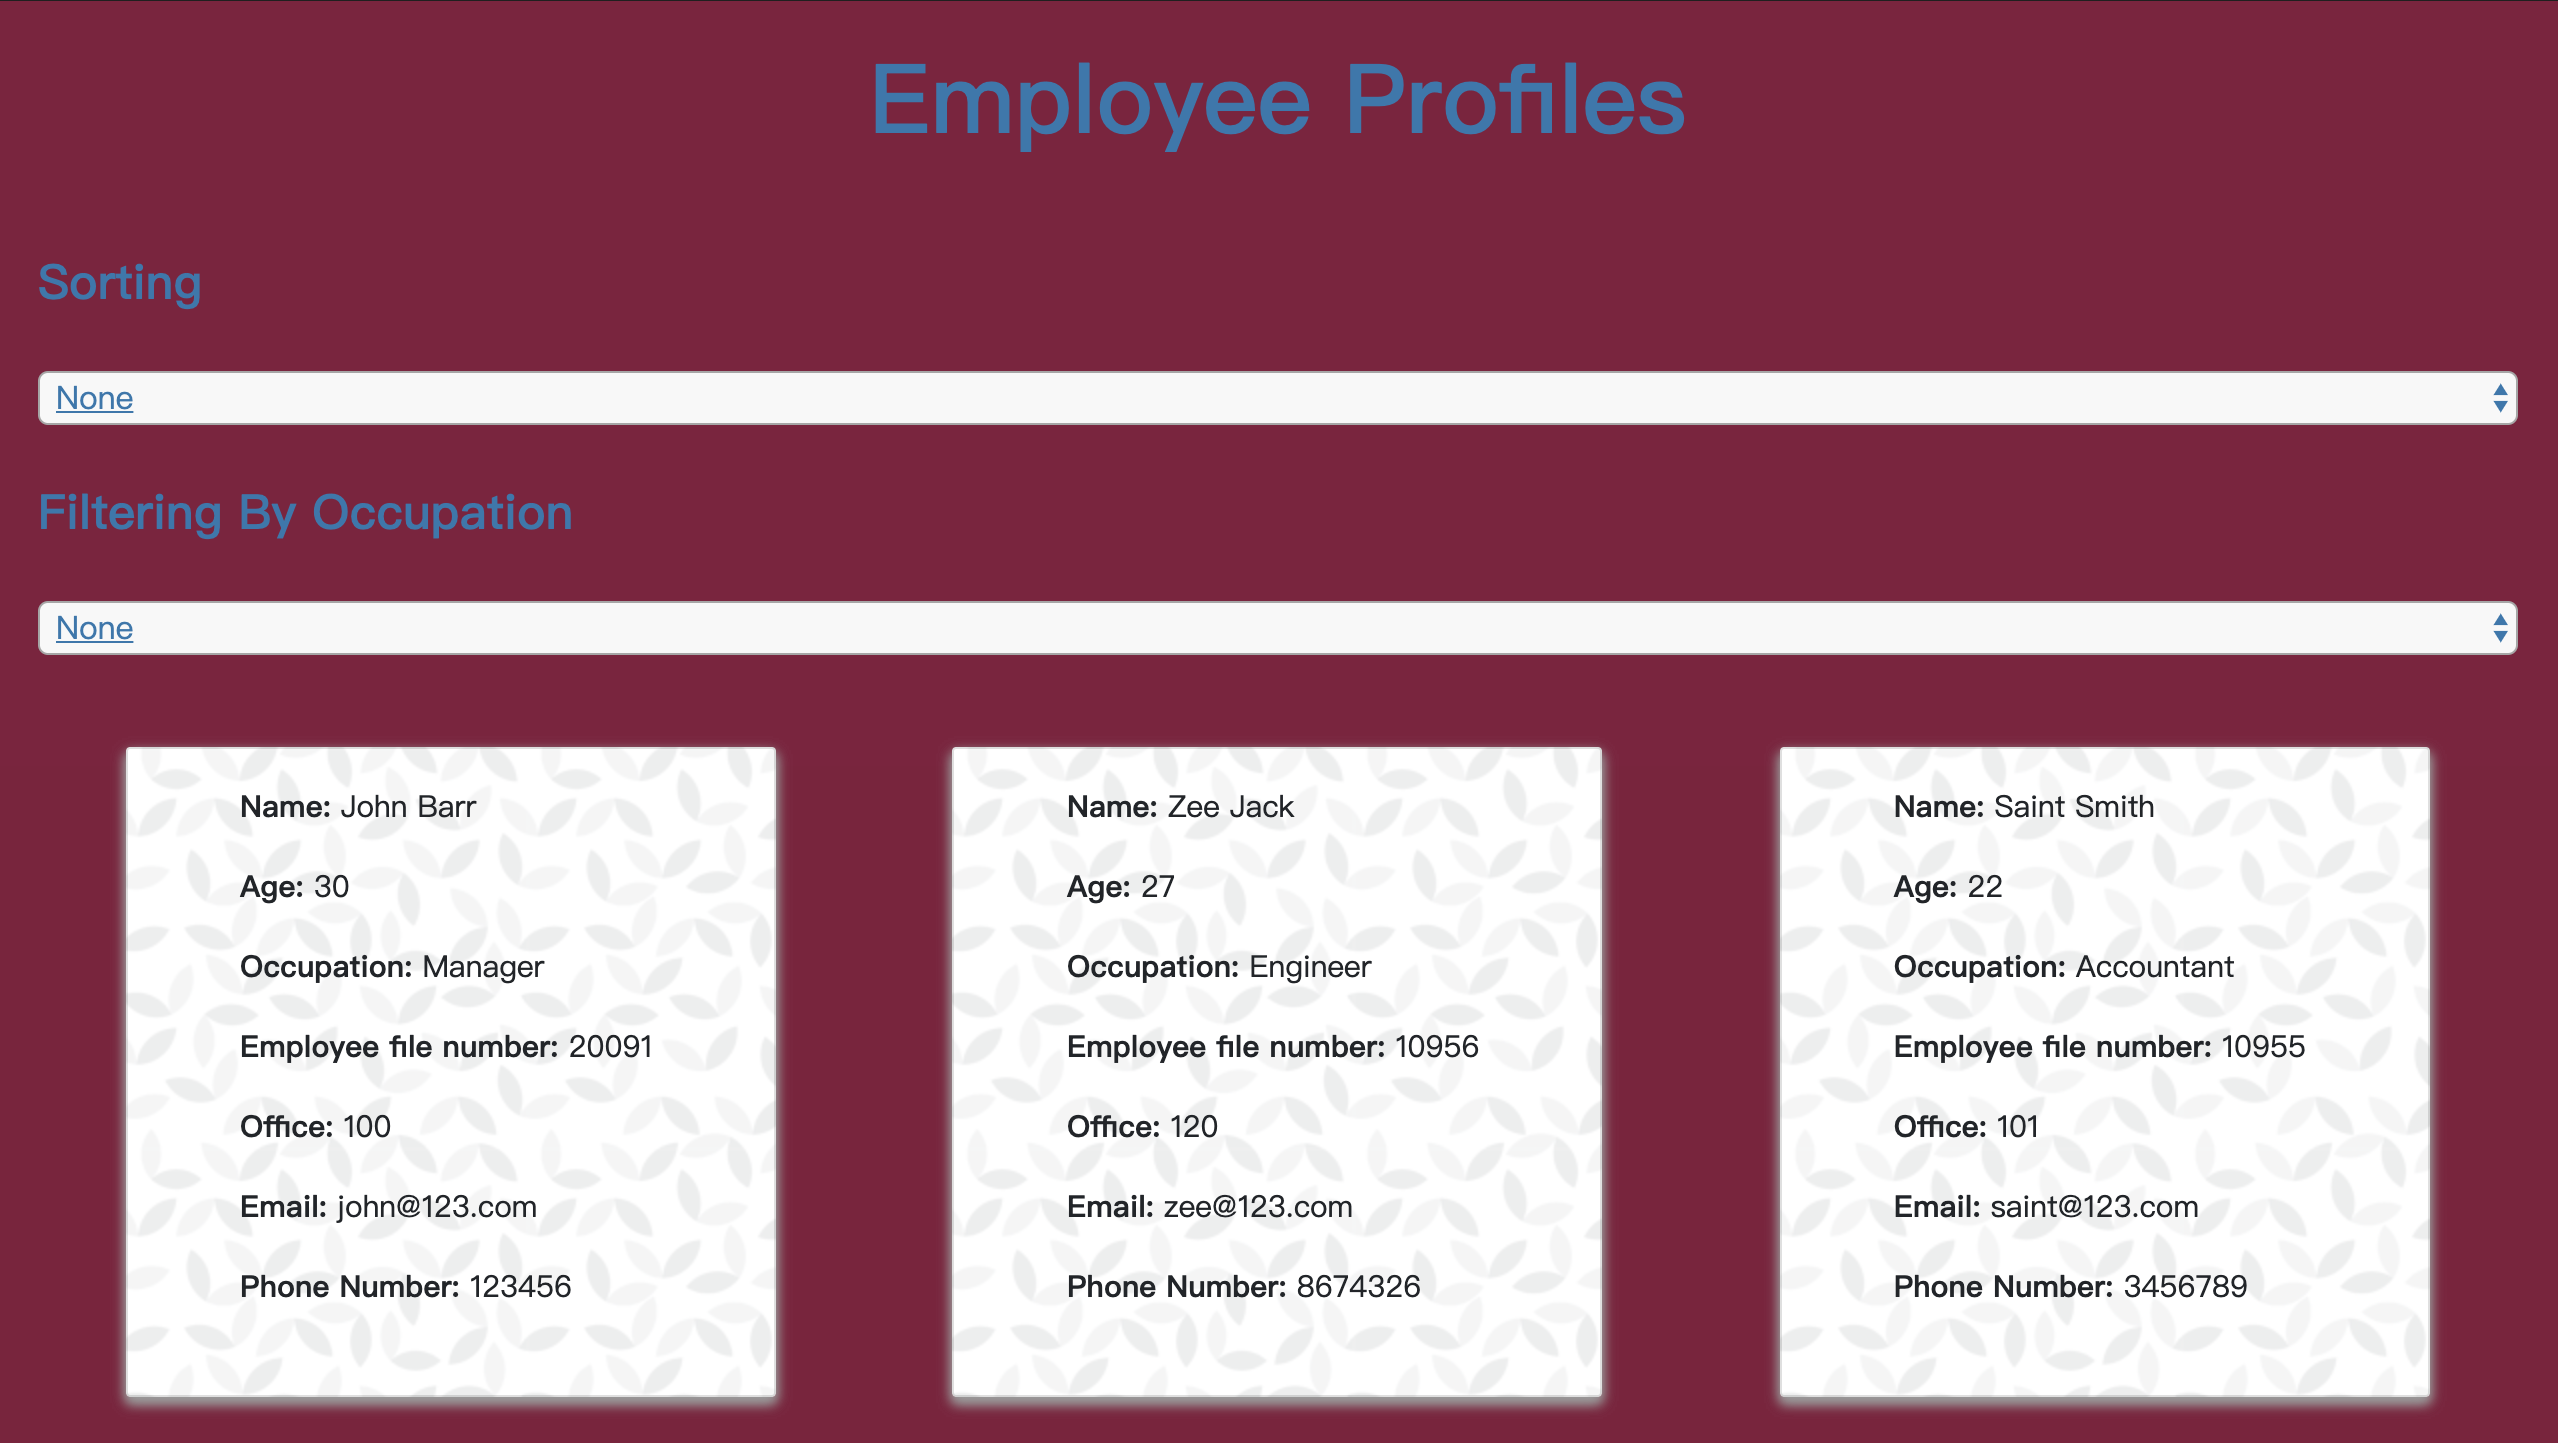 Employee Profiles
Sorting
None
Filtering By Occupation
None
Name: John Barr
Age: 30
Occupation: Manager
Employee file number: 20091
Office: 100
Email: john@123.com
Phone Number: 123456
Name: Zee Jack
Age: 27
Occupation: Engineer
Employee file number: 10956
Office: 120
Email: zee@123.com
Phone Number: 8674326
Name: Saint Smith
Age: 22
Occupation: Accountant
Employee file number: 10955
Office: 101
Email: saint@123.com
Phone Number: 3456789